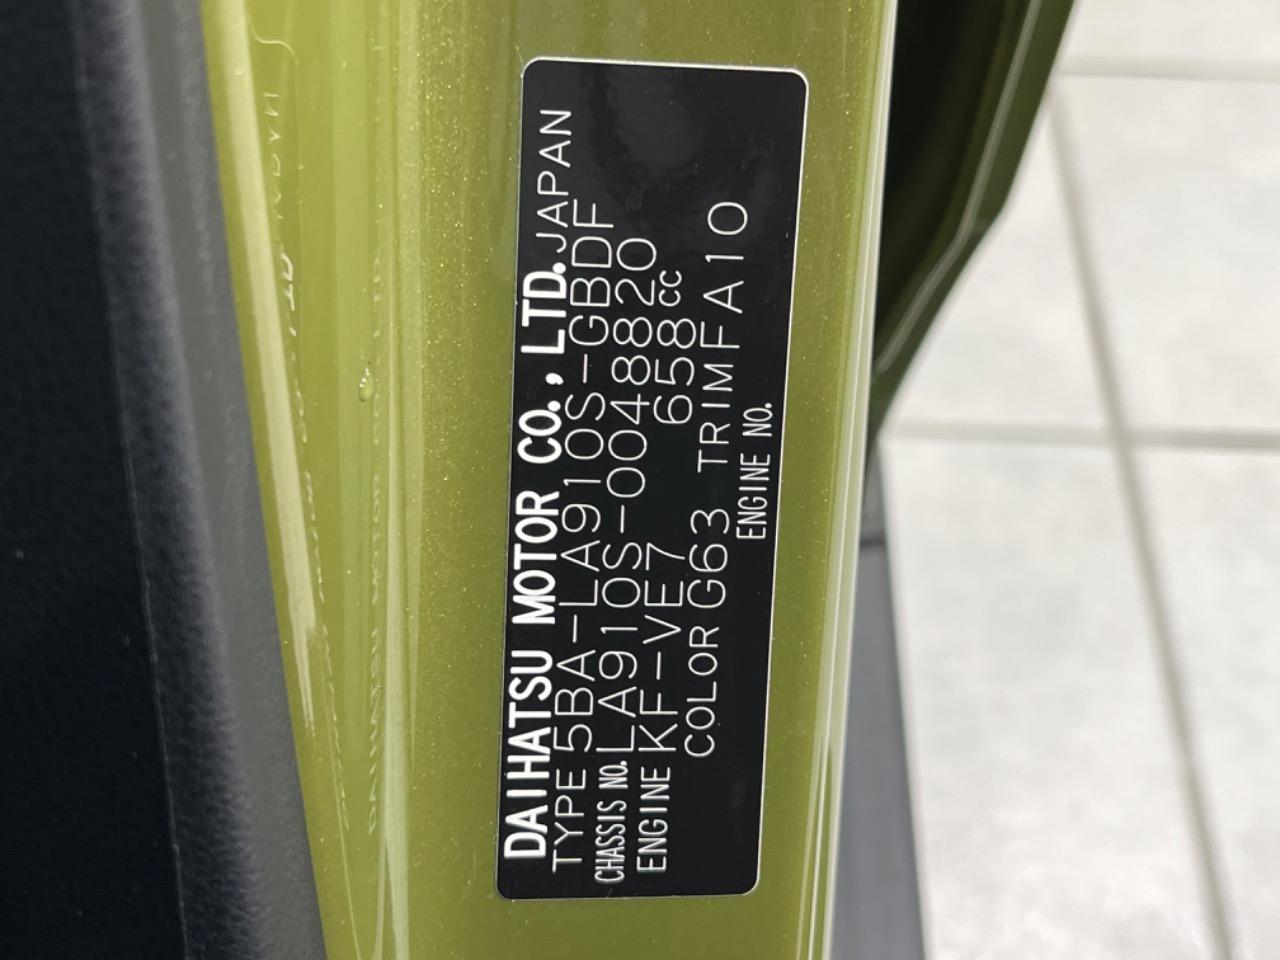 DAIHATSU MOTOR CO., LTD. JAPAN
TYPE 5BA-LA910S-GBDF
CHASSIS NO. LA910S-0048820
ENGINE KF-VE7 658cc
COLOR G63 TRIM FA10
ENGINE NO.